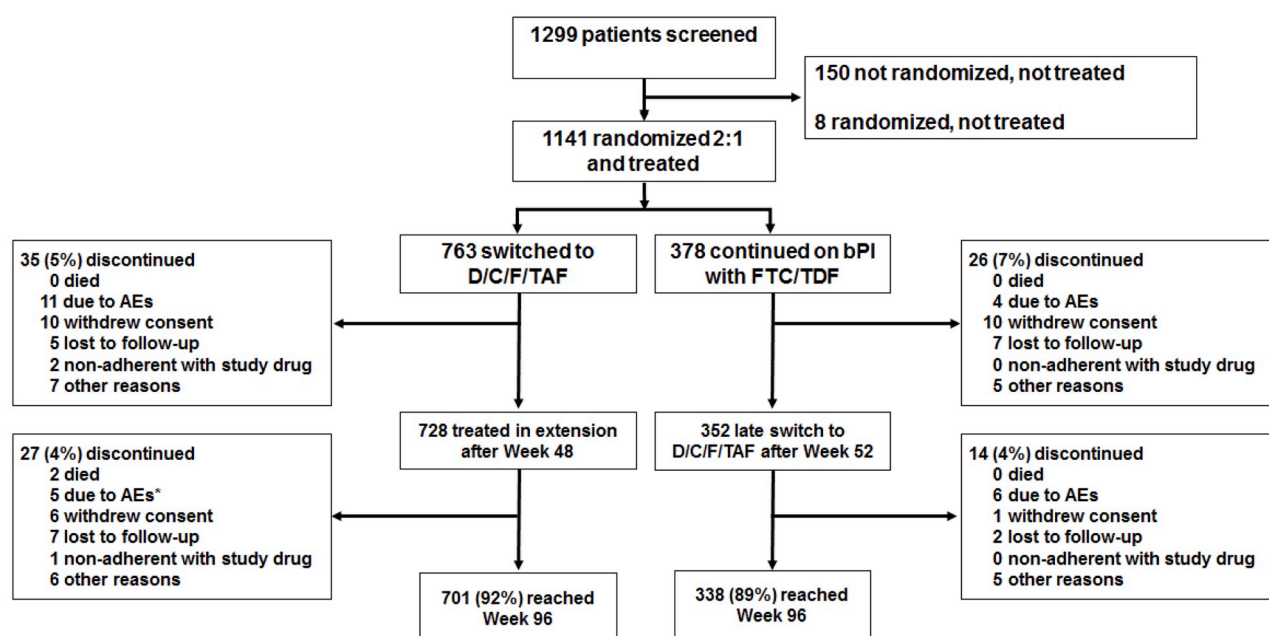 1299 patients screened
150 not randomized, not treated
8 randomized, not treated
1141 randomized 2:1
and treated
763 switched to
D/C/F/TAF
378 continued on bPI
with FTC/TDF
35 (5%) discontinued
0 died
11 due to AEs
10 withdrew consent
5 lost to follow-up
2 non-adherent with study drug
7 other reasons
26 (7%) discontinued
0 died
4 due to AEs
10 withdrew consent
7 lost to follow-up
0 non-adherent with study drug
5 other reasons
728 treated in extension
after Week 48
352 late switch to
D/C/F/TAF after Week 52
27 (4%) discontinued
2 died
5 due to AEs*
6 withdrew consent
7 lost to follow-up
1 non-adherent with study drug
6 other reasons
14 (4%) discontinued
0 died
6 due to AEs
1 withdrew consent
2 lost to follow-up
0 non-adherent with study drug
5 other reasons
701 (92%) reached
Week 96
338 (89%) reached
Week 96